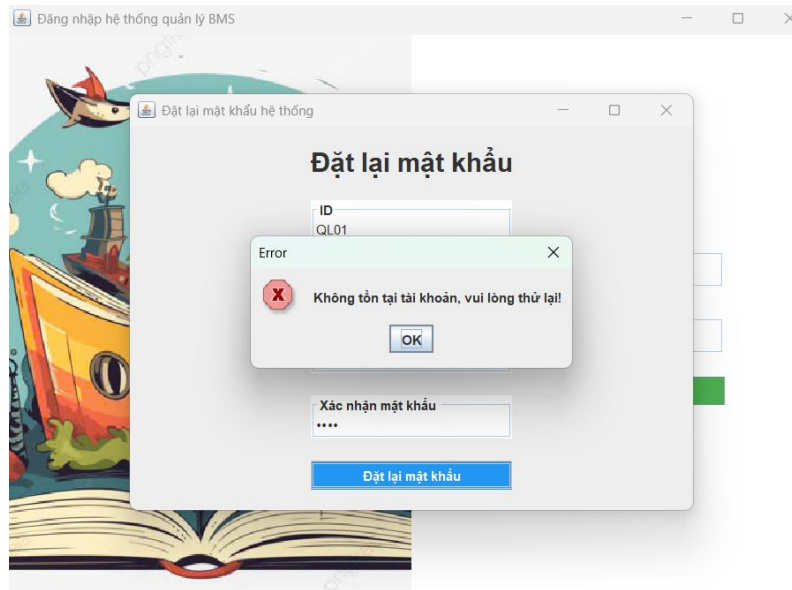 Đăng nhập hệ thống quản lý BMS
Đặt lại mật khẩu hệ thống
Đặt lại mật khẩu
ID
QL01
Error
Không tồn tại tài khoản, vui lòng thử lại!
OK
Xác nhận mật khẩu
••••
Đặt lại mật khẩu